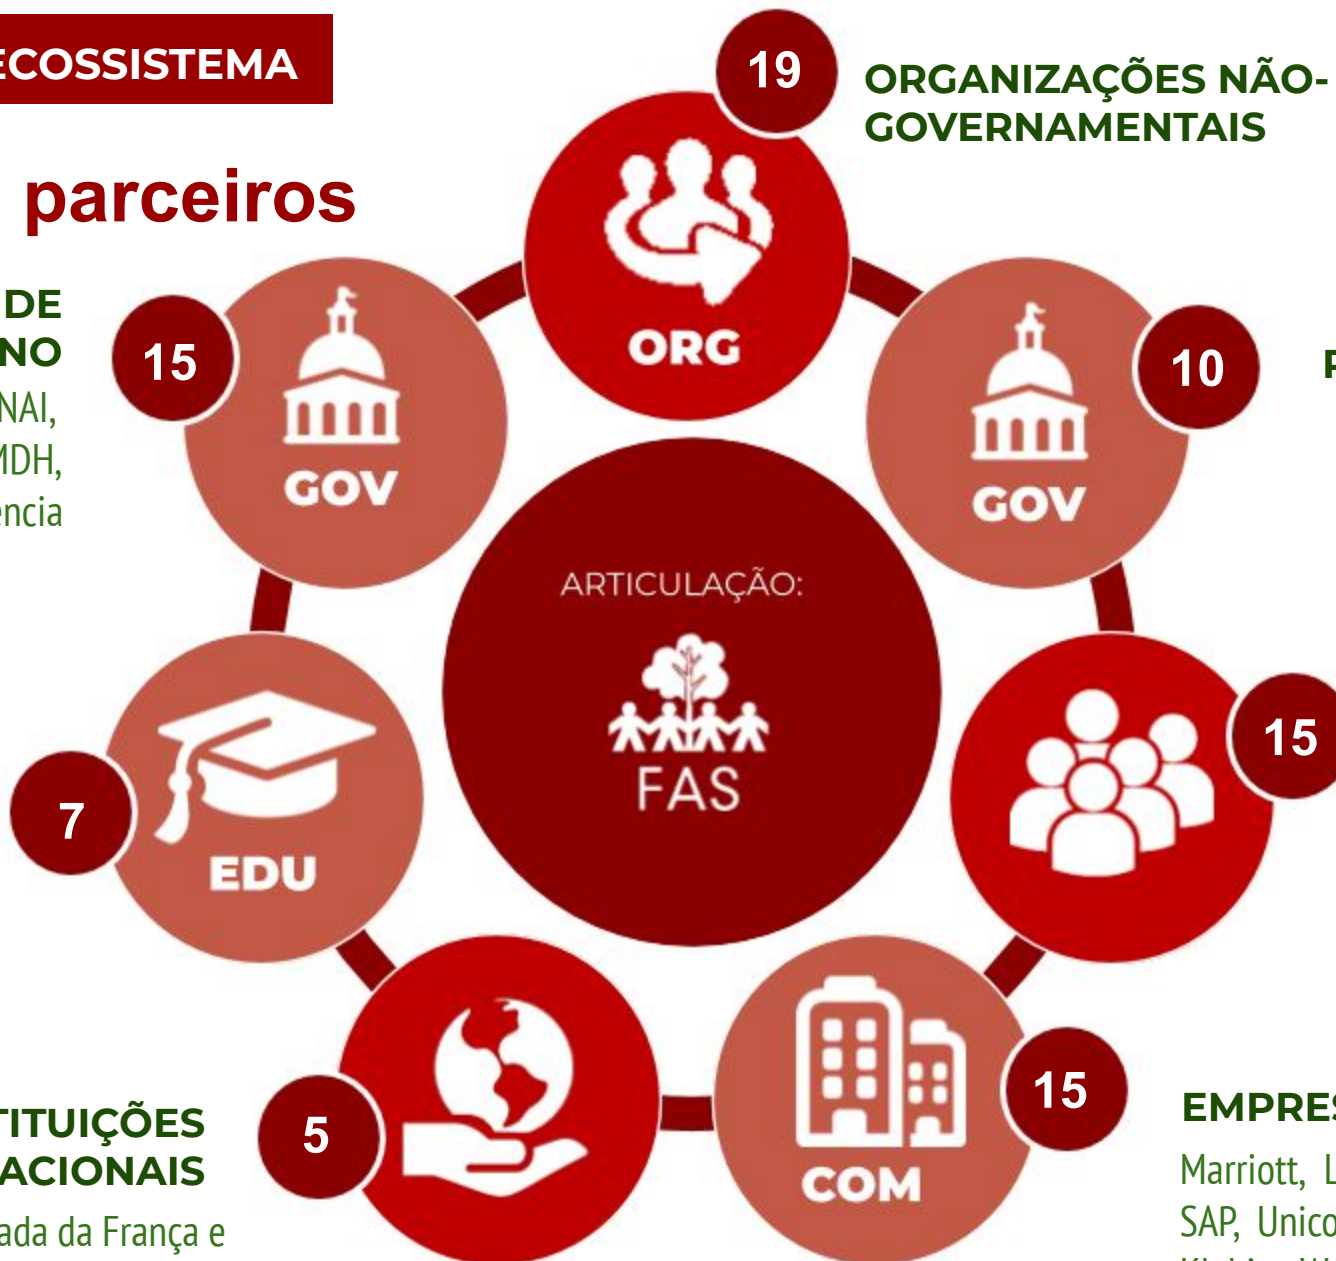 ECOSSISTEMA
parceiros
19
ORGANIZAÇÕES NÃO-
GOVERNAMENTAIS
ORG
DE
NO
NAI,
MDH,
ência
15
GOV
10
GOV
P
ARTICULAÇÃO:
FAS
15
7
EDU
TITUIÇÕES
ACIONAIS
ada da França e
5
15
COM
EMPRES
Marriott, L
SAP, Unico